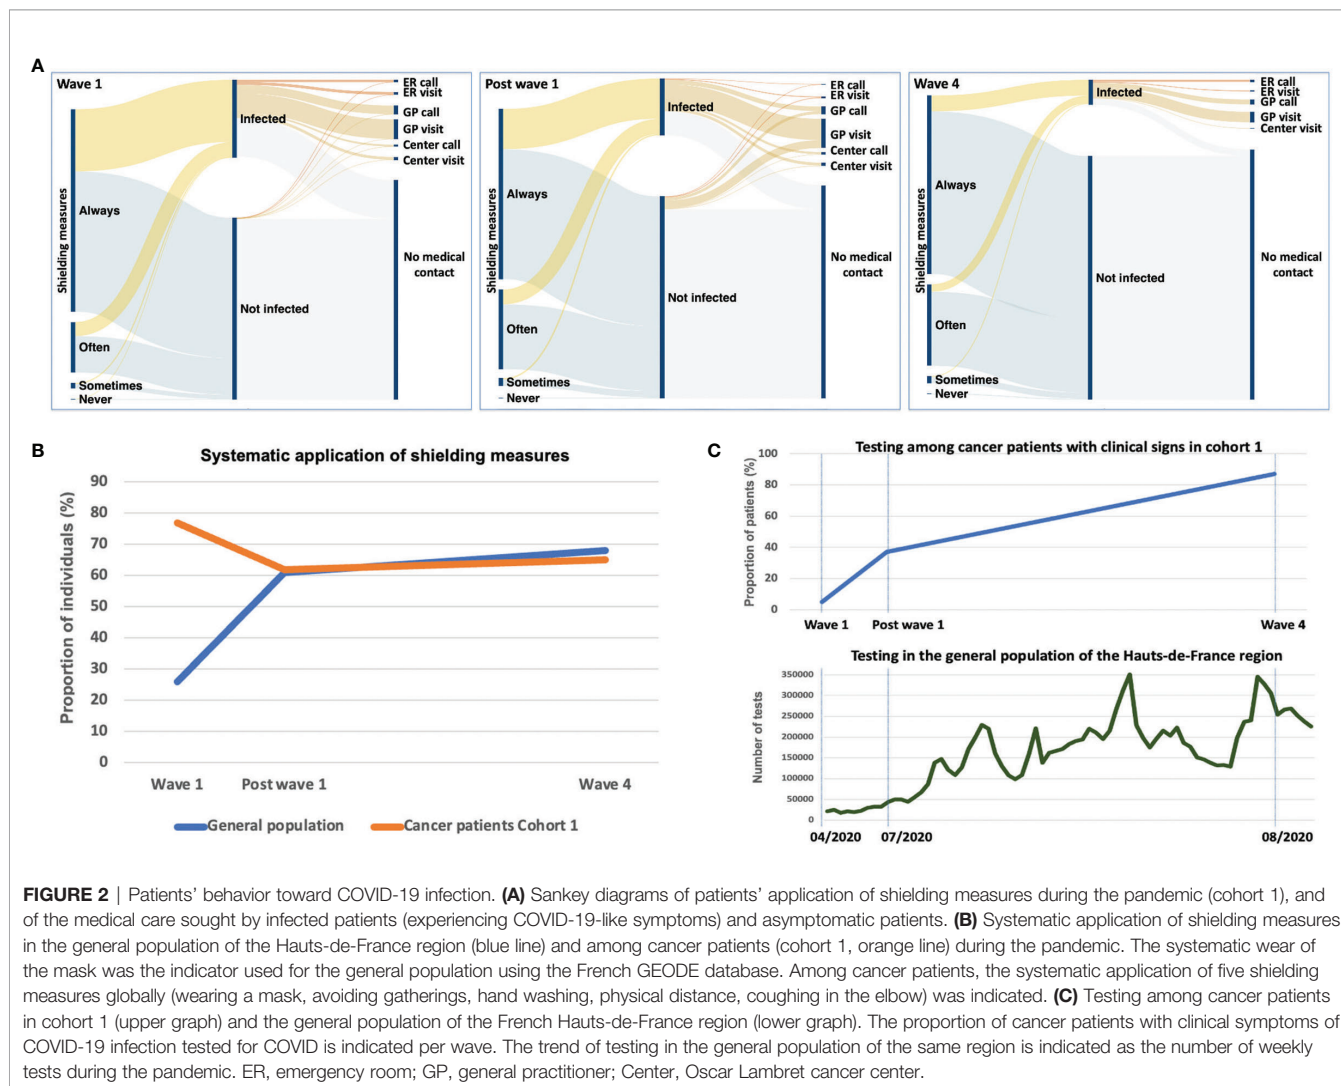 A
Wave 1
Shielding measures
Always
Often
Sometimes
Never
Infected
Not infected
ER call
ER visit
GP call
GP visit
Center call
Center visit
No medical
contact
Post wave 1
Shielding measures
Always
Often
Sometimes
Never
Infected
Not infected
ER call
ER visit
GP call
GP visit
Center call
Center visit
No medical
contact
Wave 4
Shielding measures
Always
Often
Sometimes
Never
Infected
Not infected
ER call
ER visit
GP call
GP visit
Center visit
No medical
contact
B
Systematic application of shielding measures
Proportion of individuals (%)
90
80
70
60
50
40
30
20
10
0
Wave 1 Post wave 1 Wave 4
General population Cancer patients Cohort 1
C
Testing among cancer patients with clinical signs in cohort 1
Proportion of patients (%)
100
80
60
40
20
0
Wave 1 Post wave 1 Wave 4
Testing in the general population of the Hauts-de-France region
Number of tests
350000
300000
250000
200000
150000
100000
50000
0
04/2020 07/2020 08/2020
FIGURE 2 | Patients' behavior toward COVID-19 infection. (A) Sankey diagrams of patients' application of shielding measures during the pandemic (cohort 1), and
of the medical care sought by infected patients (experiencing COVID-19-like symptoms) and asymptomatic patients. (B) Systematic application of shielding measures
in the general population of the Hauts-de-France region (blue line) and among cancer patients (cohort 1, orange line) during the pandemic. The systematic wear of
the mask was the indicator used for the general population using the French GEODE database. Among cancer patients, the systematic application of five shielding
measures globally (wearing a mask, avoiding gatherings, hand washing, physical distance, coughing in the elbow) was indicated. (C) Testing among cancer patients
in cohort 1 (upper graph) and the general population of the French Hauts-de-France region (lower graph). The proportion of cancer patients with clinical symptoms of
COVID-19 infection tested for COVID is indicated per wave. The trend of testing in the general population of the same region is indicated as the number of weekly
tests during the pandemic. ER, emergency room; GP, general practitioner; Center, Oscar Lambret cancer center.